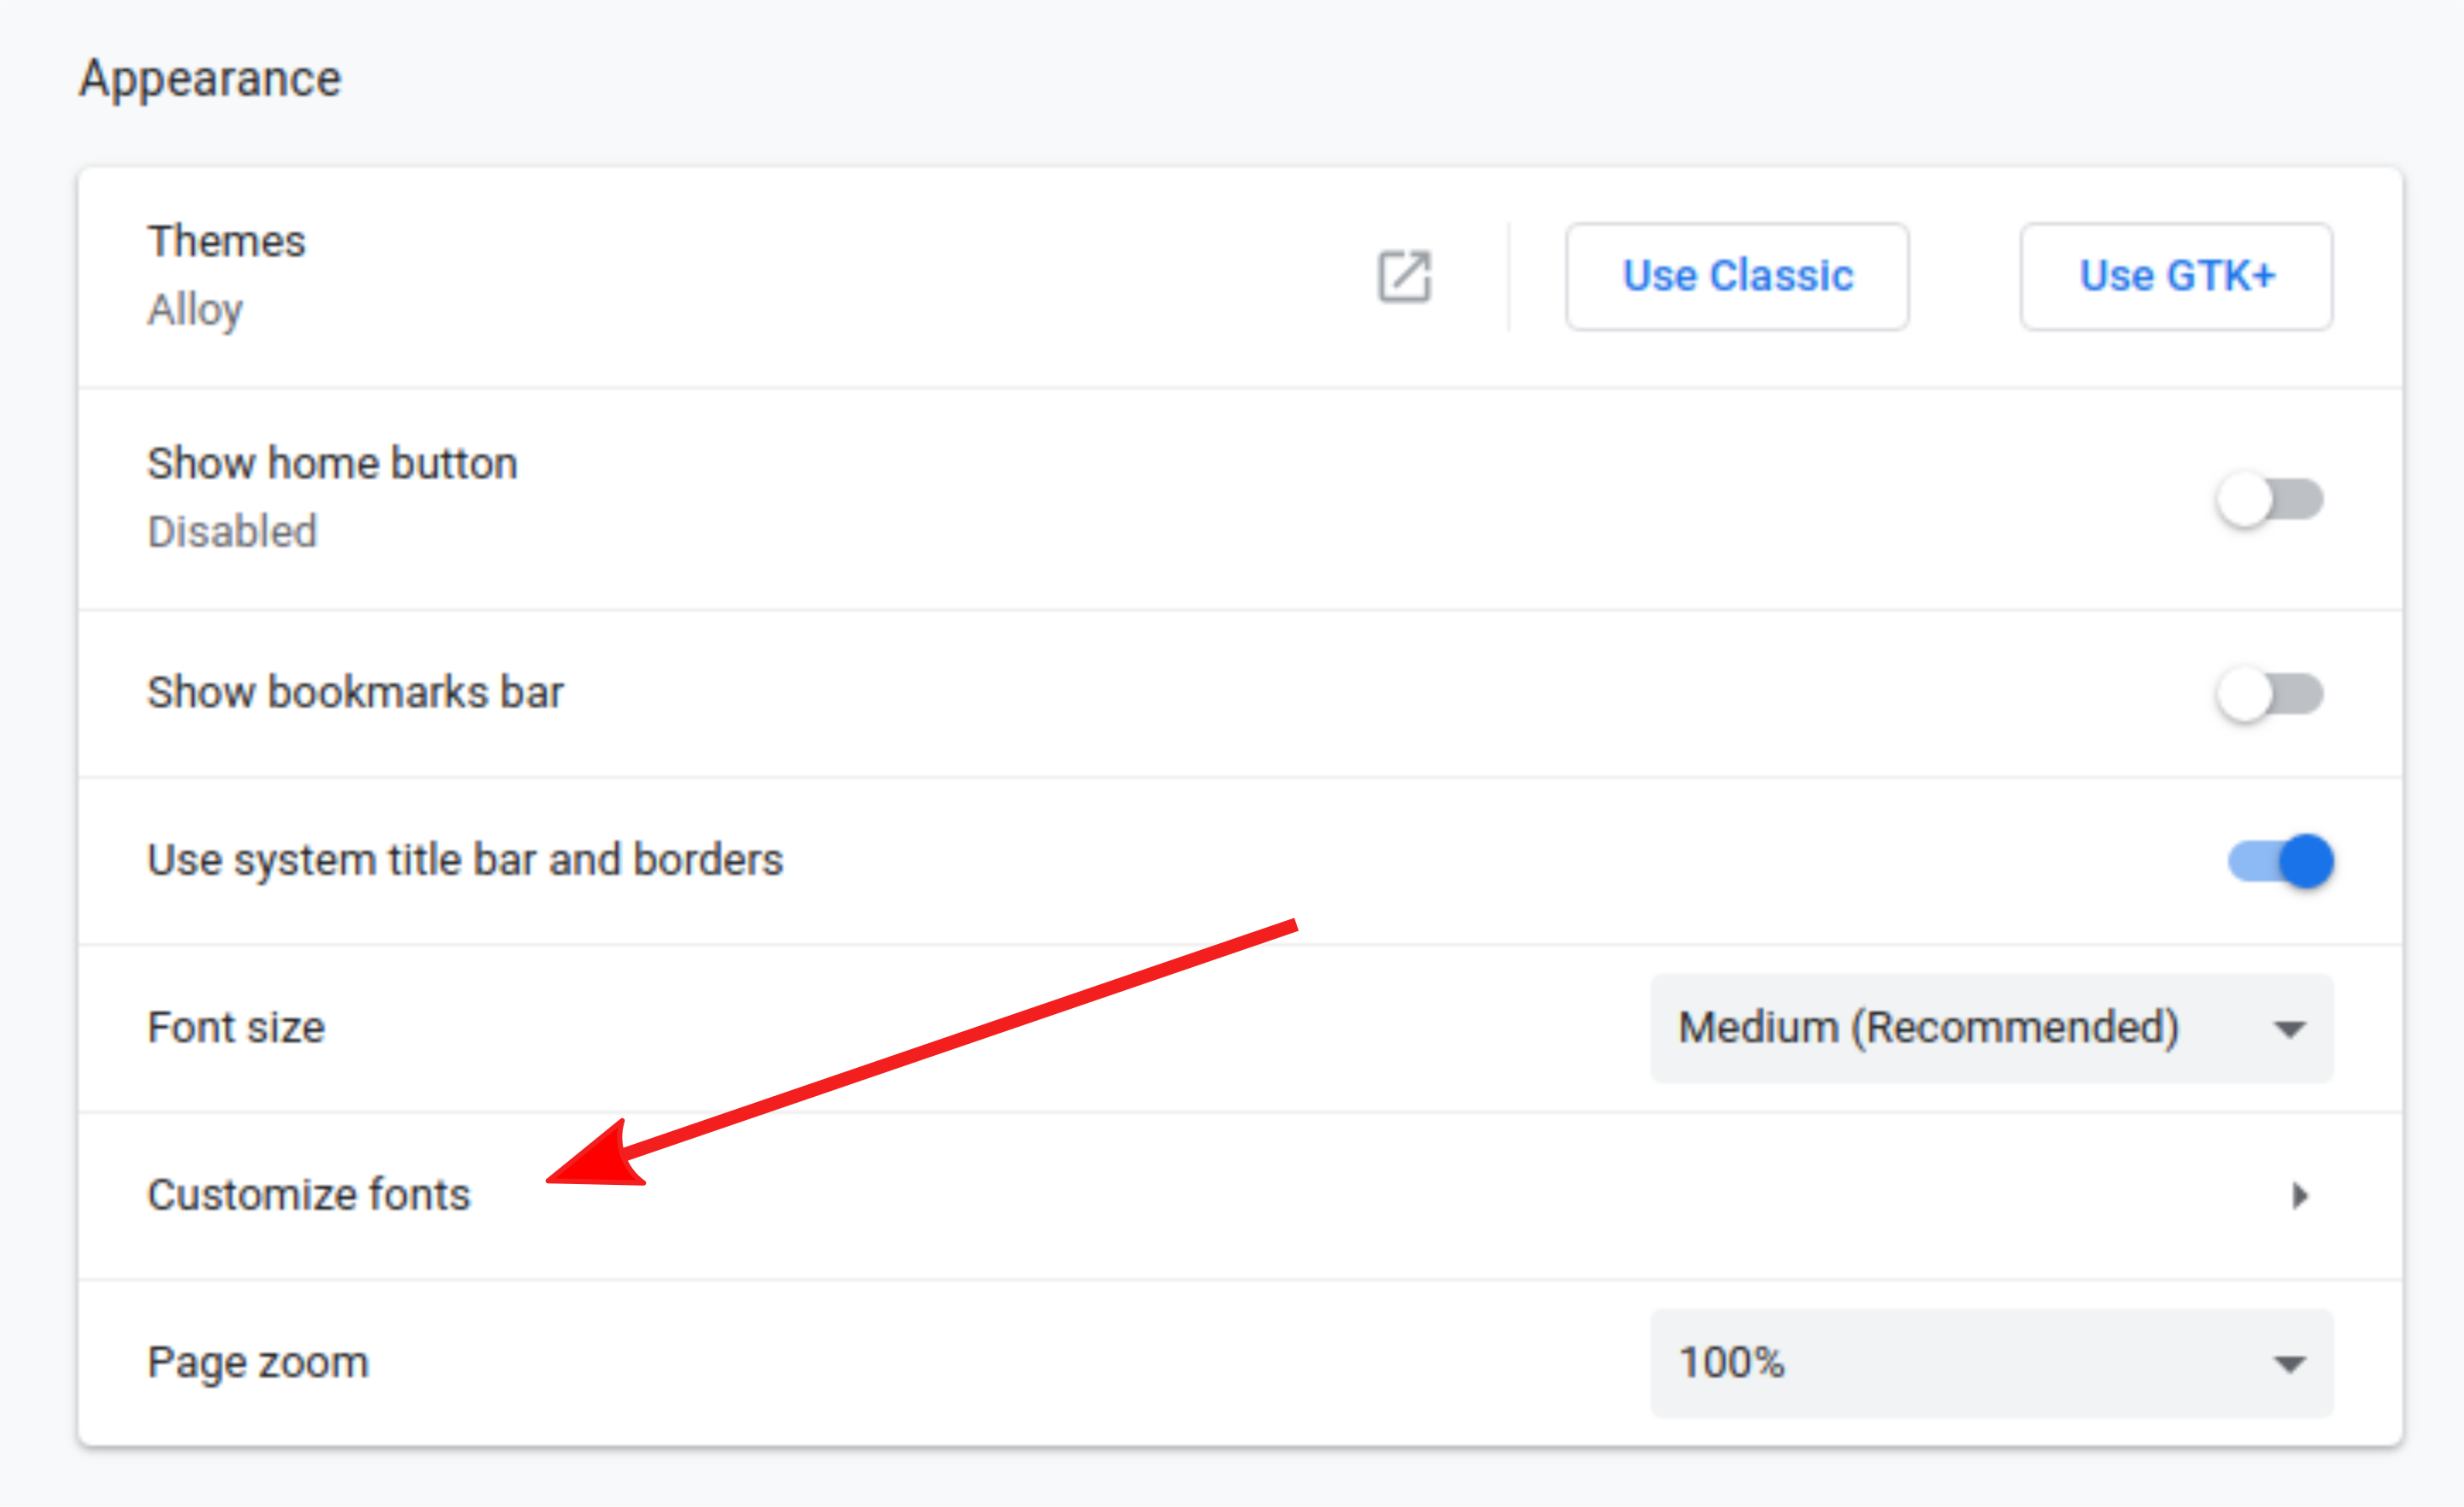 Appearance
Themes
Alloy
Use Classic
Use GTK+
Show home button
Disabled
Show bookmarks bar
Use system title bar and borders
Font size
Medium (Recommended)
Customize fonts
Page zoom
100%